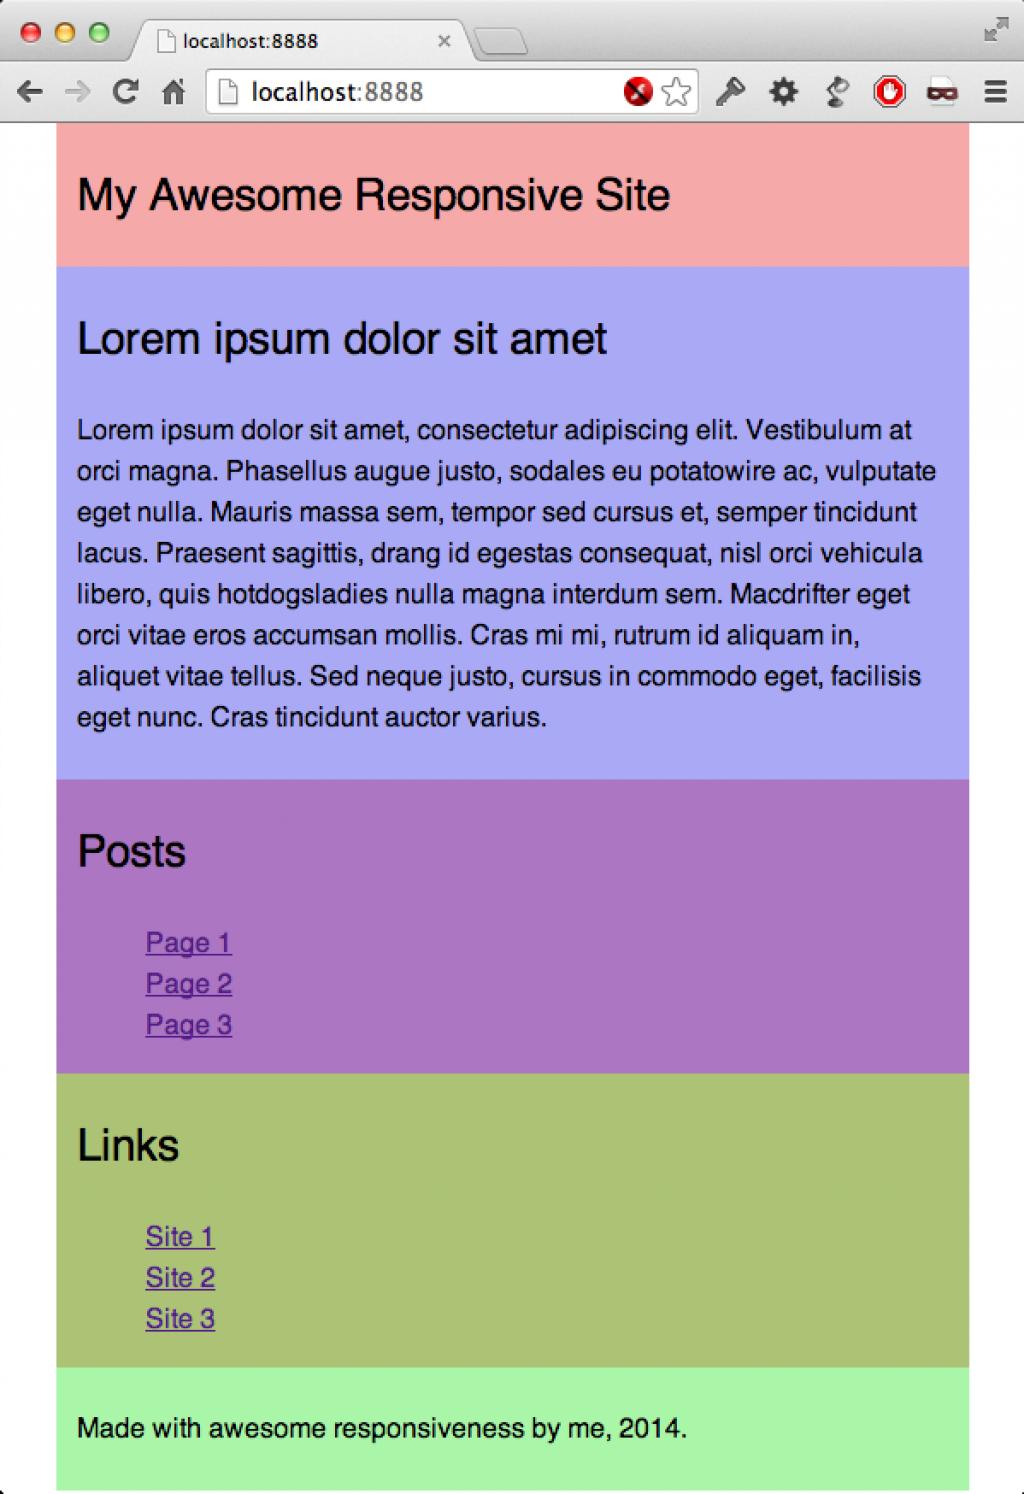 localhost:8888
localhost:8888
My Awesome Responsive Site
Lorem ipsum dolor sit amet
Lorem ipsum dolor sit amet, consectetur adipiscing elit. Vestibulum at
orci magna. Phasellus augue justo, sodales eu potatowire ac, vulputate
eget nulla. Mauris massa sem, tempor sed cursus et, semper tincidunt
lacus. Praesent sagittis, drang id egestas consequat, nisl orci vehicula
libero, quis hotdogsladies nulla magna interdum sem. Macdrifter eget
orci vitae eros accumsan mollis. Cras mi mi, rutrum id aliquam in,
aliquet vitae tellus. Sed neque justo, cursus in commodo eget, facilisis
eget nunc. Cras tincidunt auctor varius.
Posts
Page 1
Page 2
Page 3
Links
Site 1
Site 2
Site 3
Made with awesome responsiveness by me, 2014.